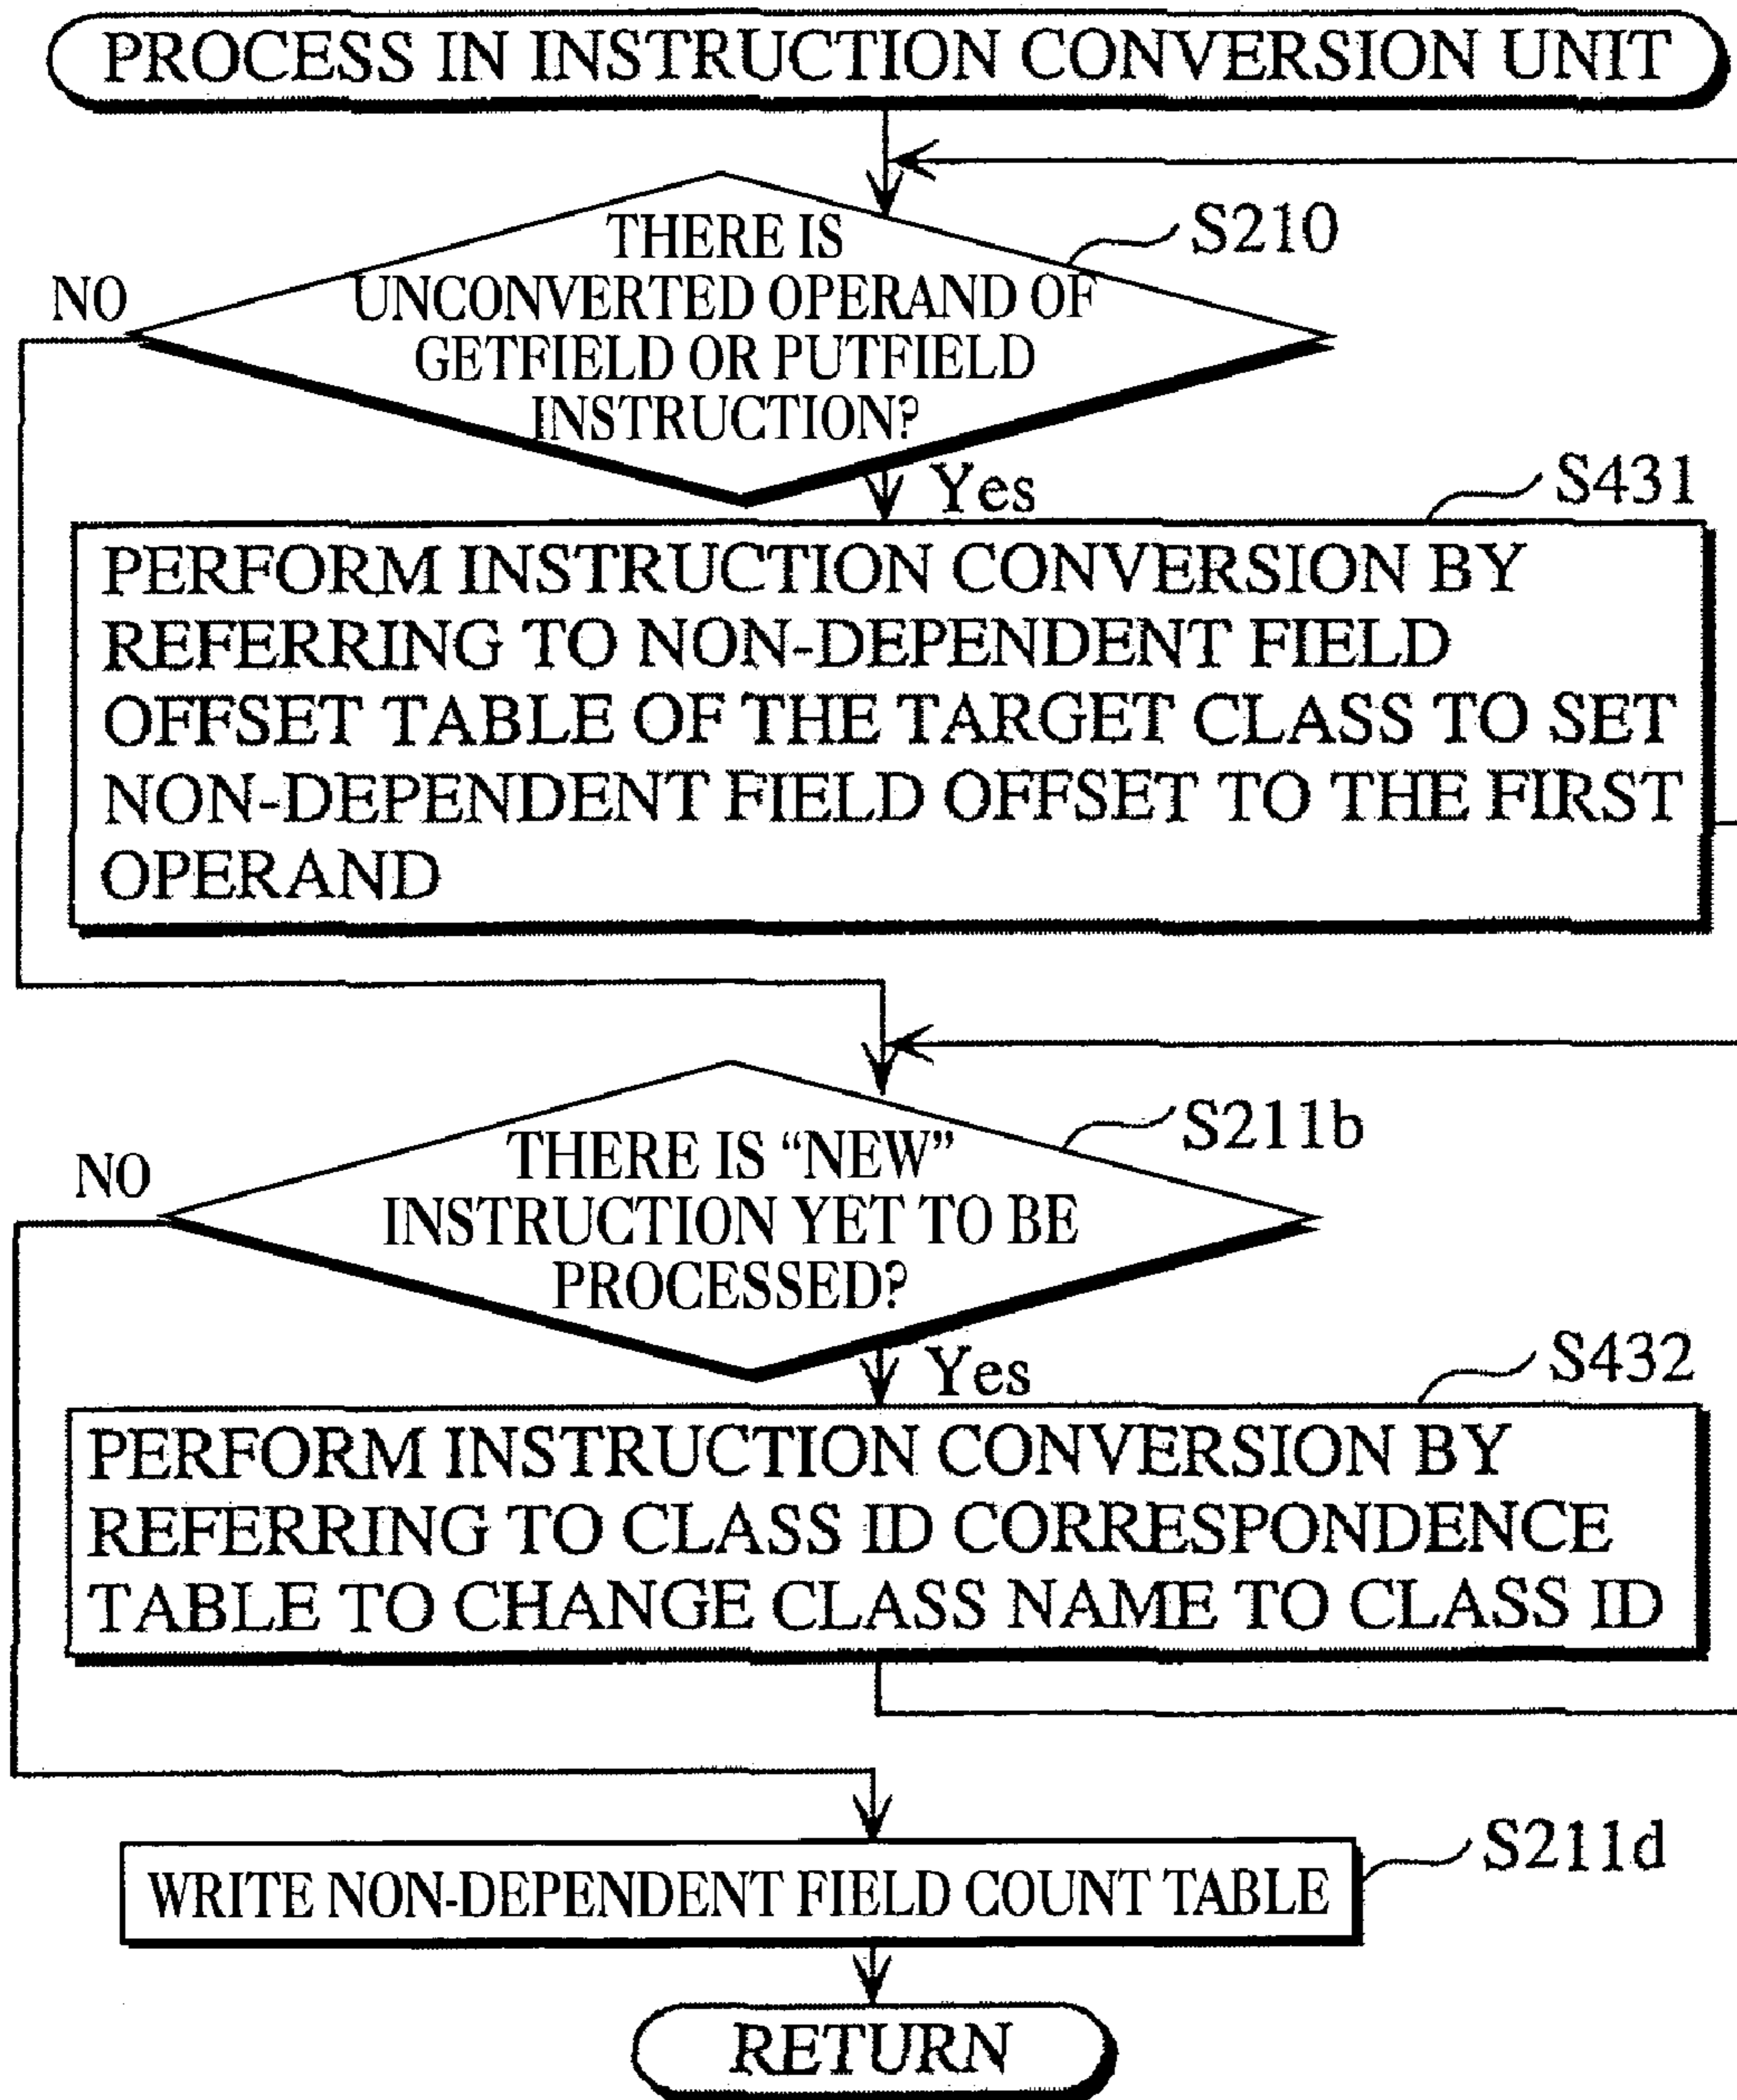 PROCESS IN INSTRUCTION CONVERSION UNIT
S210
THERE IS
NO
UNCONVERTED OPERAND OF
GETFIELD OR PUTFIELD
INSTRUCTION?
Yes
S431
PERFORM INSTRUCTION CONVERSION BY
REFERRING TO NON-DEPENDENT FIELD
OFFSET TABLE OF THE TARGET CLASS TO SET
NON-DEPENDENT FIELD OFFSET TO THE FIRST
OPERAND
S211b
THERE IS “NEW”
NO
INSTRUCTION YET TO BE
PROCESSED?
Yes
S432
PERFORM INSTRUCTION CONVERSION BY
REFERRING TO CLASS ID CORRESPONDENCE
TABLE TO CHANGE CLASS NAME TO CLASS ID
S211d
WRITE NON-DEPENDENT FIELD COUNT TABLE
RETURN